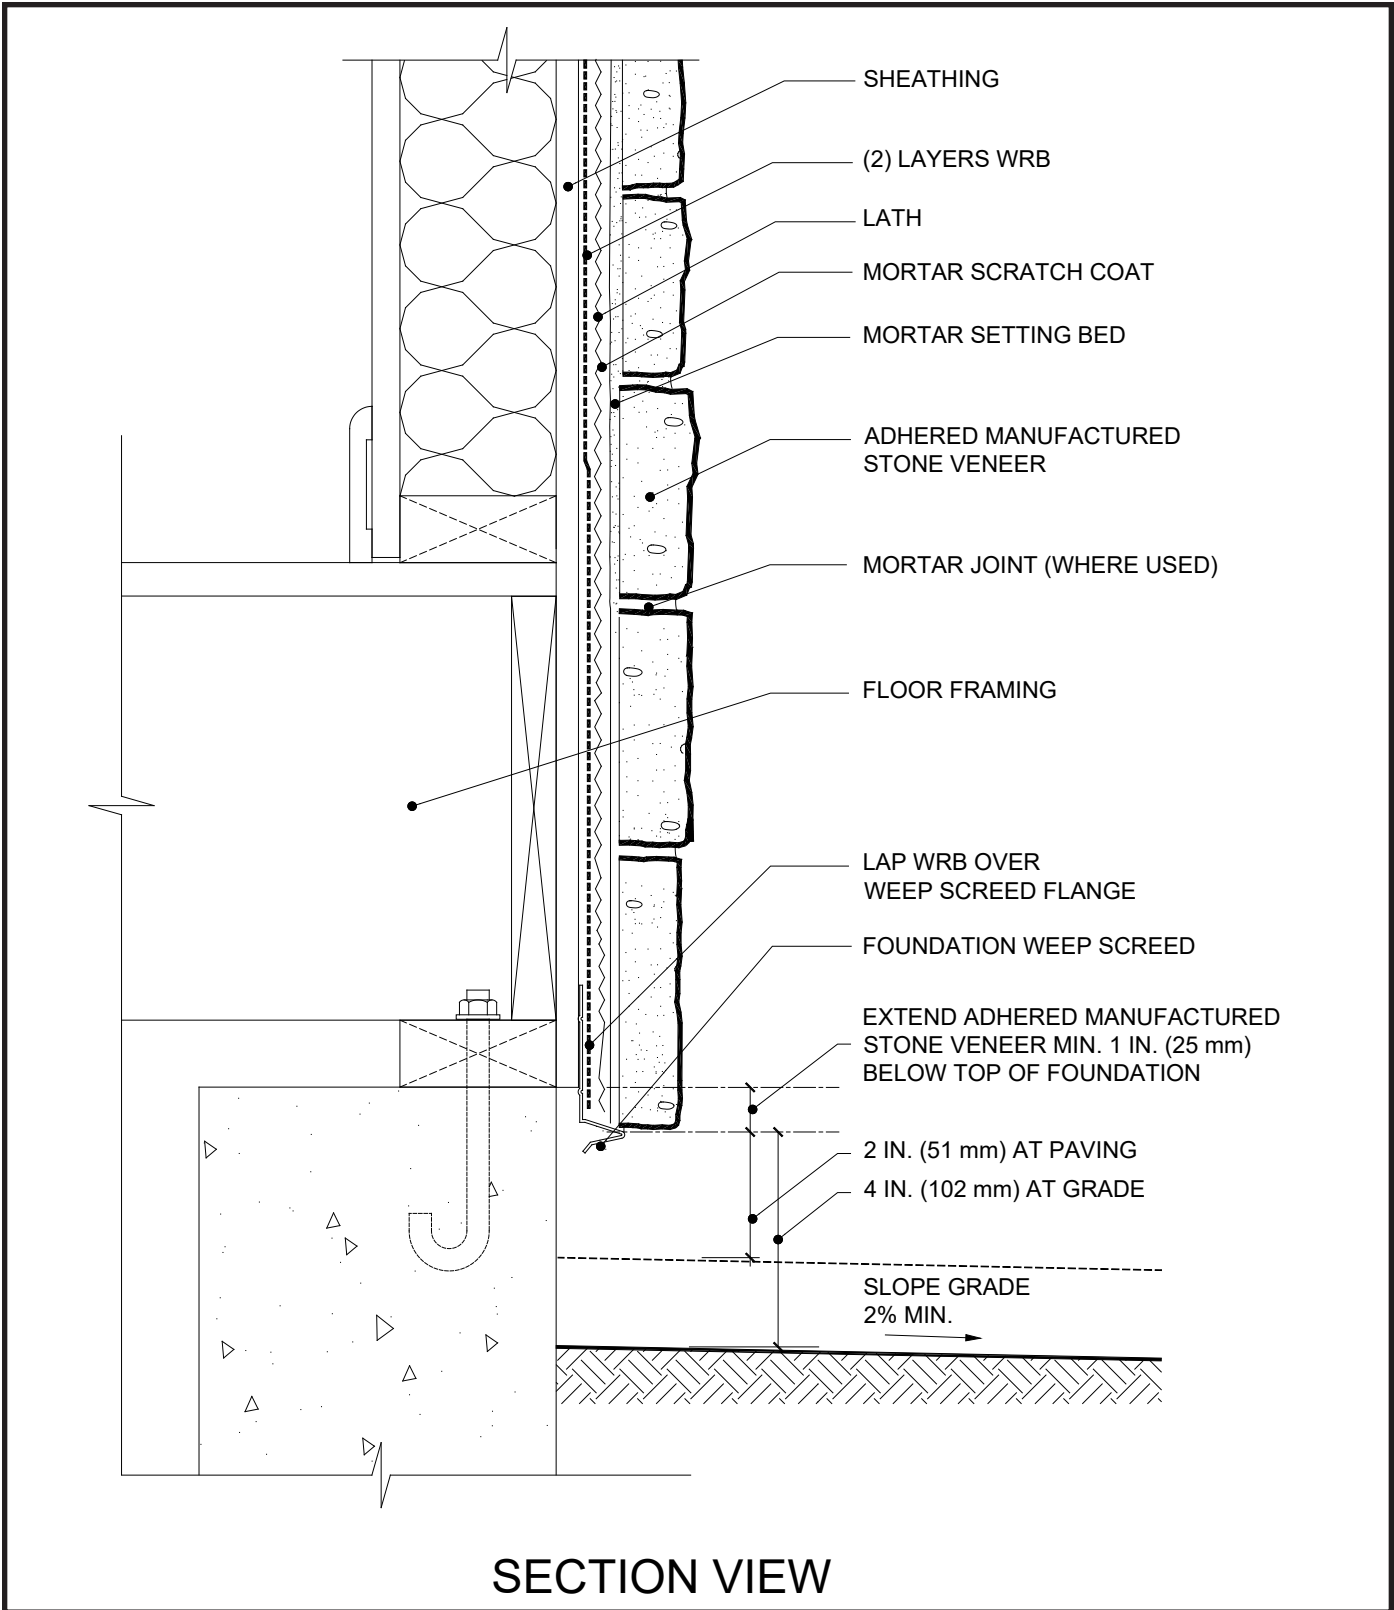 SHEATHING
(2) LAYERS WRB
LATH
MORTAR SCRATCH COAT
MORTAR SETTING BED
ADHERED MANUFACTURED
STONE VENEER
MORTAR JOINT (WHERE USED)
FLOOR FRAMING
LAP WRB OVER
WEEP SCREED FLANGE
FOUNDATION WEEP SCREED
EXTEND ADHERED MANUFACTURED
STONE VENEER MIN. 1 IN. (25 mm)
BELOW TOP OF FOUNDATION
2 IN. (51 mm) AT PAVING
4 IN. (102 mm) AT GRADE
SLOPE GRADE
2% MIN.
SECTION VIEW